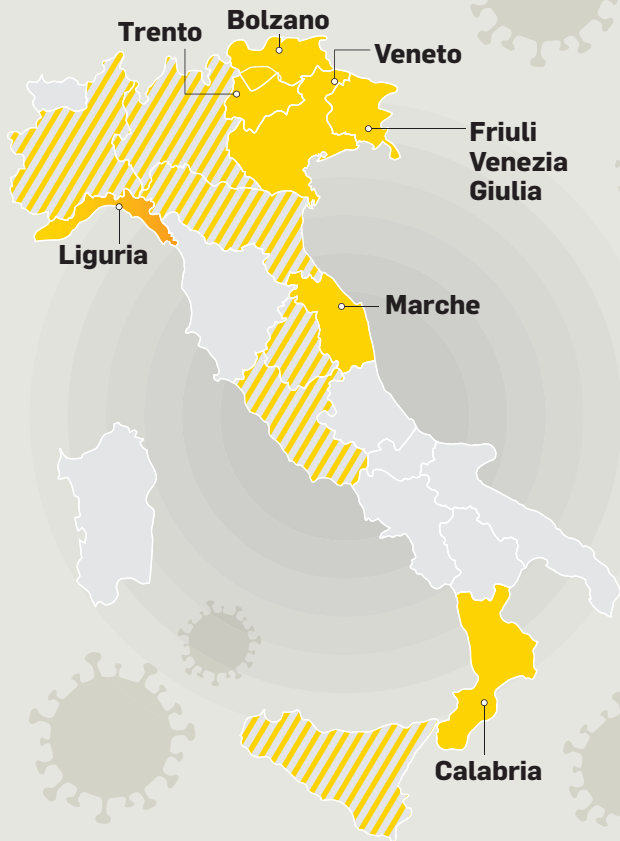 Bolzano
Trento
Veneto
Friuli
Venezia
Giulia
Liguria
Marche
Calabria